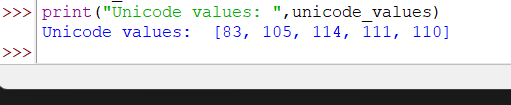 >>> print("Unicode values: ",unicode_values)
Unicode values:  [83, 105, 114, 111, 110]
>>>